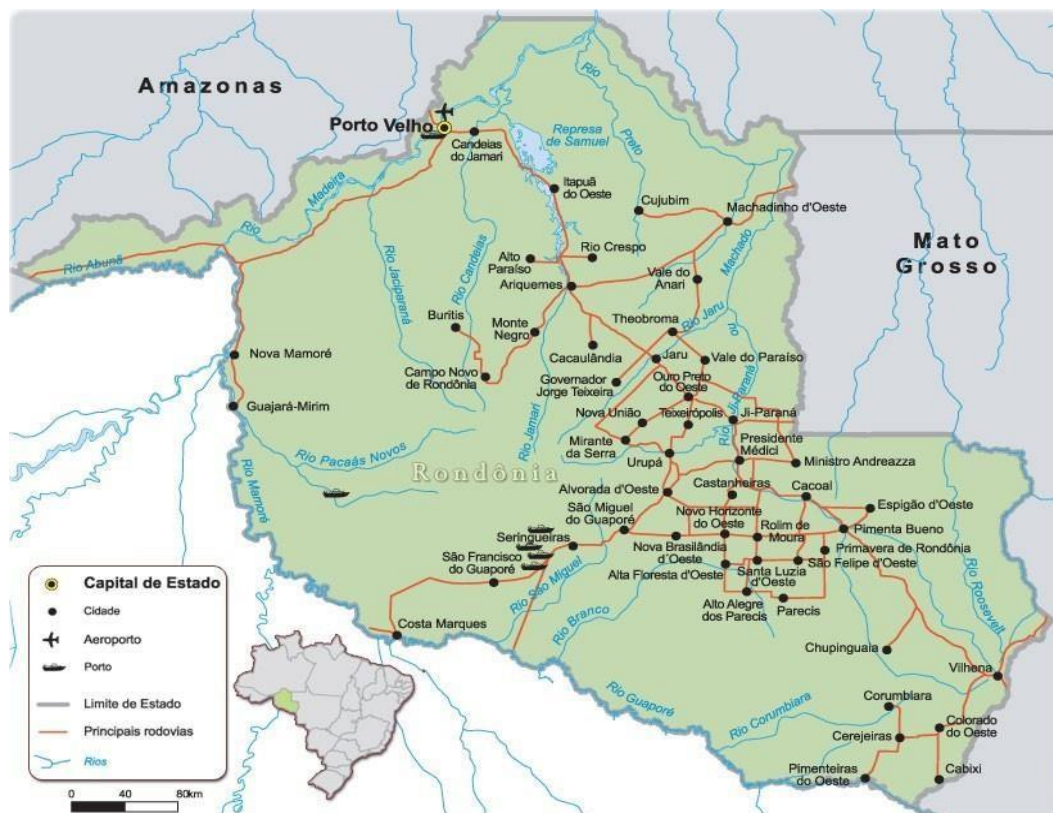 Amazonas
Porto Velho
Candeias
do Jamari
Represa
de Samuel
Rio
Preto
Itapuã
do Oeste
Cujubim
Machadinho d'Oeste
Mato
Grosso
Rio
Madeira
Rio Abunã
Rio Jaciparaná
Rio Candeias
Alto
Paraíso
Rio Crespo
Ariquemes
Vale do
Anari
Machado
rio
Buritis
Monte
Negro
Theobroma
Rio Jaru
Cacaulândia
Jaru
Vale do Paraíso
Nova Mamoré
Campo Novo
de Rondônia
Governador
Jorge Teixeira
Ouro Preto
do Oeste
Guajará-Mirim
Rio Jamari
Nova União
Teixeirópolis
Rio Ji-Paraná
Ji-Paraná
Mirante
da Serra
Presidente
Médici
Rio Pacaás Novos
Urupá
Ministro Andreazza
Rondônia
Rio Mamoré
Alvorada d'Oeste
Castanheiras
Cacoal
São Miguel
do Guaporé
Novo Horizonte
do Oeste
Espigão d'Oeste
Rolim de
Moura
Pimenta Bueno
Seringueiras
Nova Brasilândia
d'Oeste
Primavera de Rondônia
São Francisco
do Guaporé
Alta Floresta d'Oeste
Santa Luzia
d'Oeste
São Felipe d'Oeste
Rio São Miguel
Rio Branco
Alto Alegre
dos Parecis
Parecis
Rio Roosevelt
Costa Marques
Chupinguaia
Vilhena
Rio Guaporé
Rio Corumbiara
Corumbiara
Colorado
do Oeste
Cerejeiras
Pimenteiras
do Oeste
Cabixi
Capital de Estado
Cidade
Aeroporto
Porto
Limite de Estado
Principais rodovias
Rios
0 40 80km